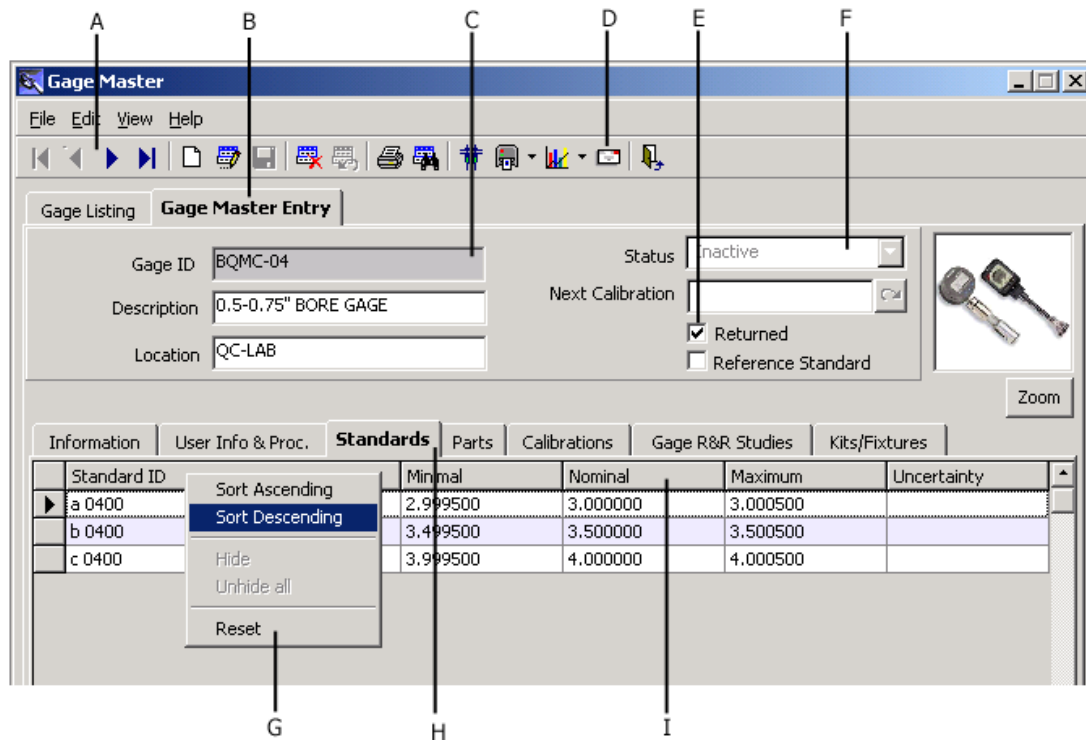 A B C D E F
Gage Master
File Edit View Help
Gage Listing Gage Master Entry
Gage ID BQMC-04 Status Inactive
Description 0.5-0.75" BORE GAGE Next Calibration
Location QC-LAB Returned
Reference Standard
Zoom
Information User Info & Proc. Standards Parts Calibrations Gage R&R Studies Kits/Fixtures
Standard ID Minimal Nominal Maximum Uncertainty
a 0400 2.999500 3.000000 3.000500
b 0400 3.499500 3.500000 3.500500
c 0400 3.999500 4.000000 4.000500
Sort Ascending
Sort Descending
Hide
Unhide all
Reset
G H I